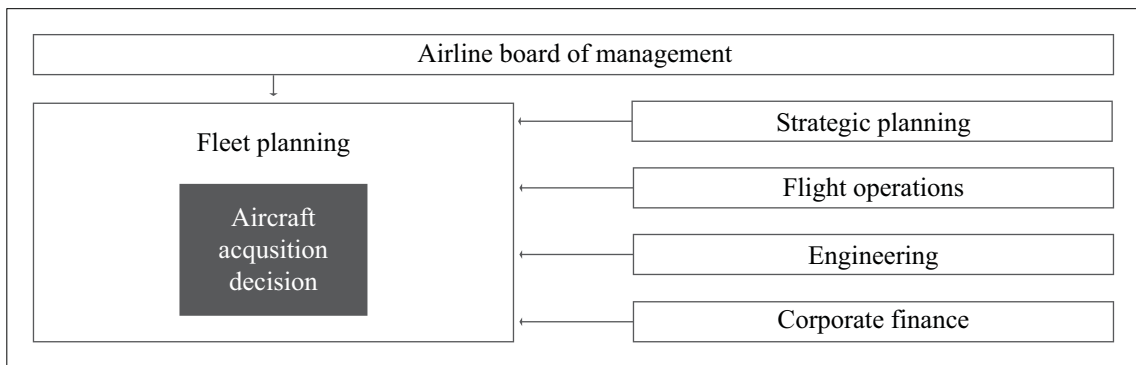 Airline board of management
Fleet planning
Aircraft
acqusition
decision
Strategic planning
Flight operations
Engineering
Corporate finance